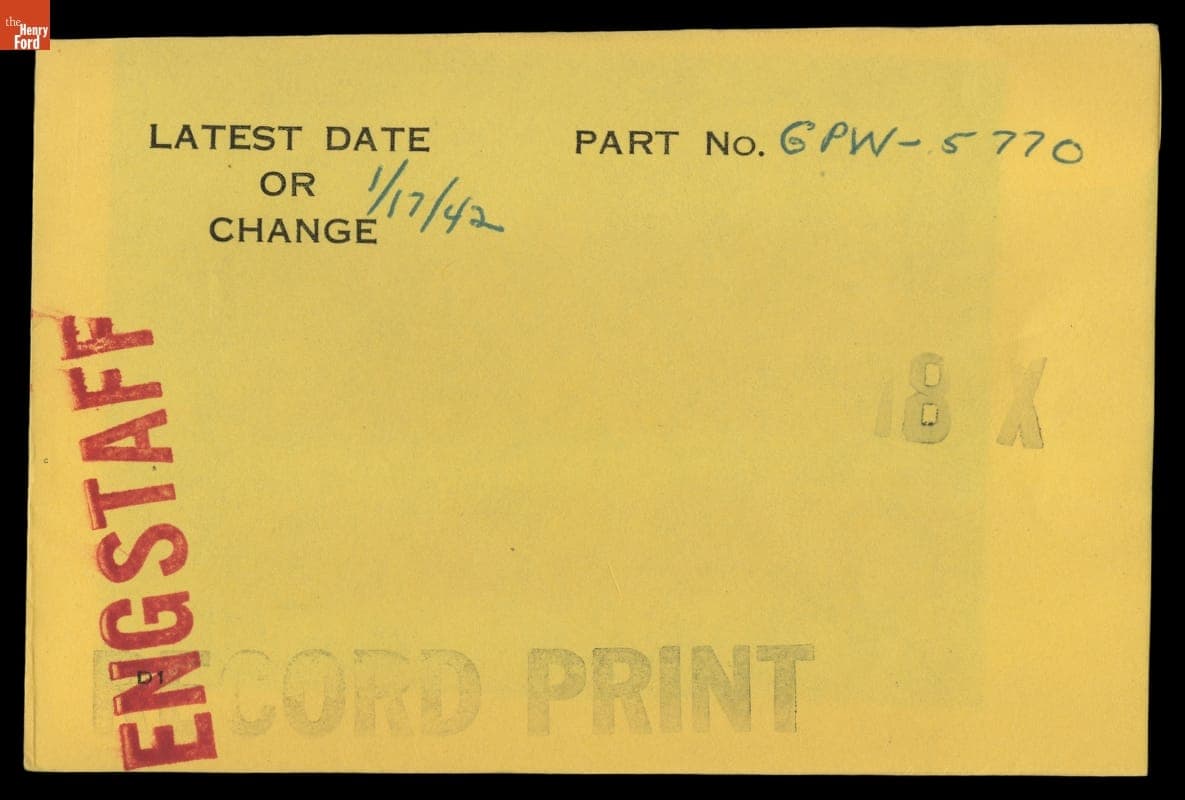 the
Henry
Ford
LATEST DATE
OR
CHANGE
1/17/42
PART No. GPW-5770
ENGSTAFF
18 X
D1
RECORD PRINT